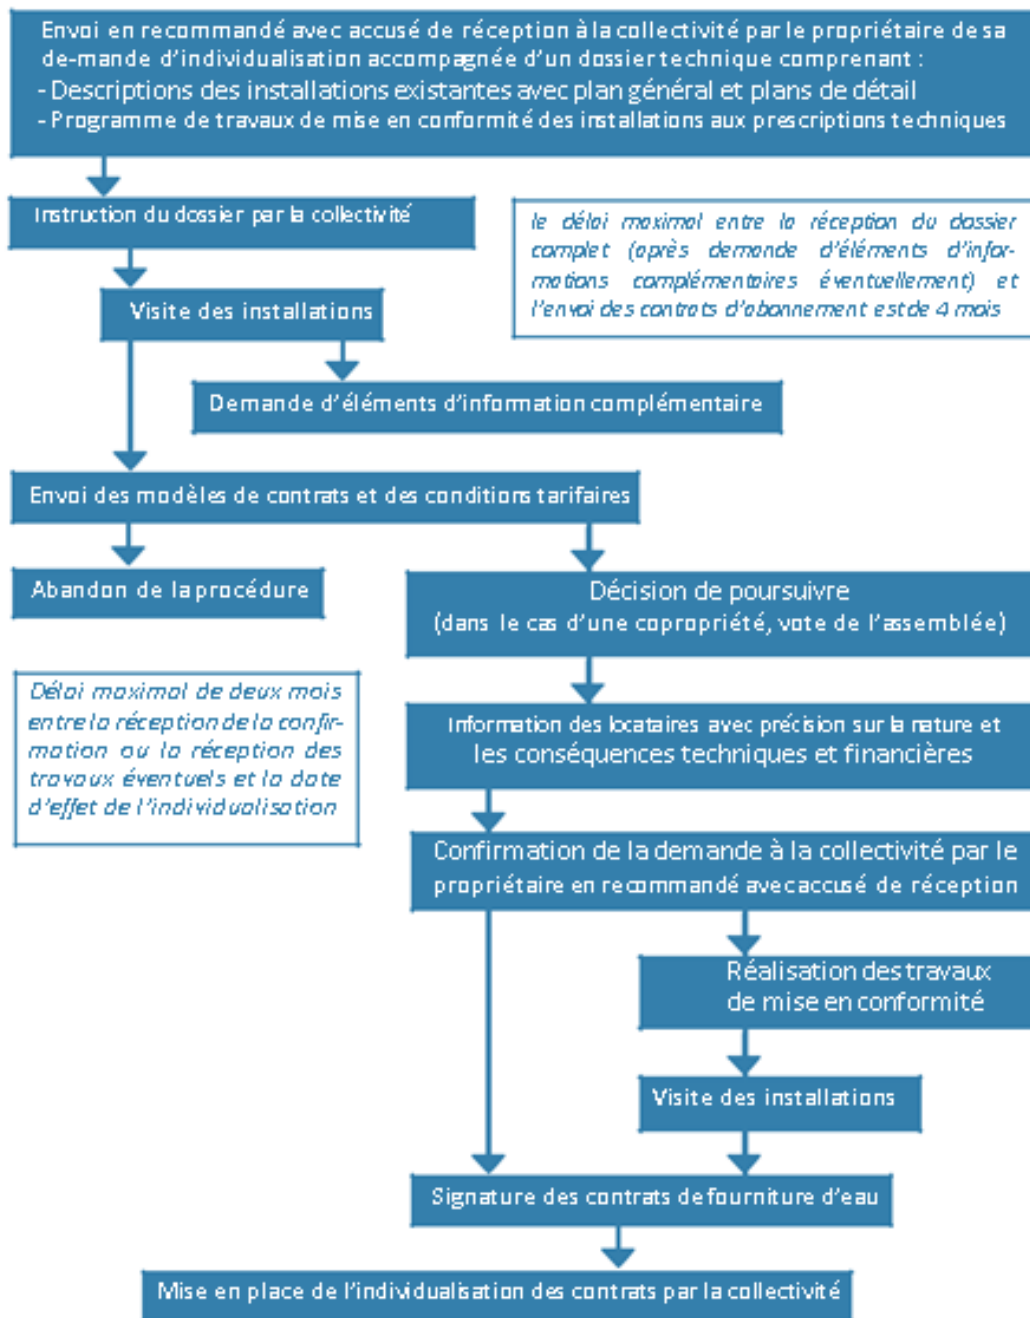 Envoi en recommandé avec accusé de réception à la collectivité par le propriétaire de sa
de-mande d'individualisation accompagnée d'un dossier technique comprenant :
- Descriptions des installations existantes avec plan général et plans de détail
- Programme de travaux de mise en conformité des installations aux prescriptions techniques
Instruction du dossier par la collectivité
le délai maximal entre la réception du dossier
complet (après demande d'éléments d'infor-
mations complémentaires éventuellement) et
l'envoi des contrats d'abonnement est de 4 mois
Visite des installations
Demande d'éléments d'information complémentaire
Envoi des modèles de contrats et des conditions tarifaires
Abandon de la procédure
Décision de poursuivre
(dans le cas d'une copropriété, vote de l'assemblée)
Délai maximal de deux mois
entre la réception de la confir-
mation ou la réception des
travaux éventuels et la date
d'effet de l'individualisation
Information des locataires avec précision sur la nature et
les conséquences techniques et financières
Confirmation de la demande à la collectivité par le
propriétaire en recommandé avec accusé de réception
Réalisation des travaux
de mise en conformité
Visite des installations
Signature des contrats de fourniture d'eau
Mise en place de l'individualisation des contrats par la collectivité